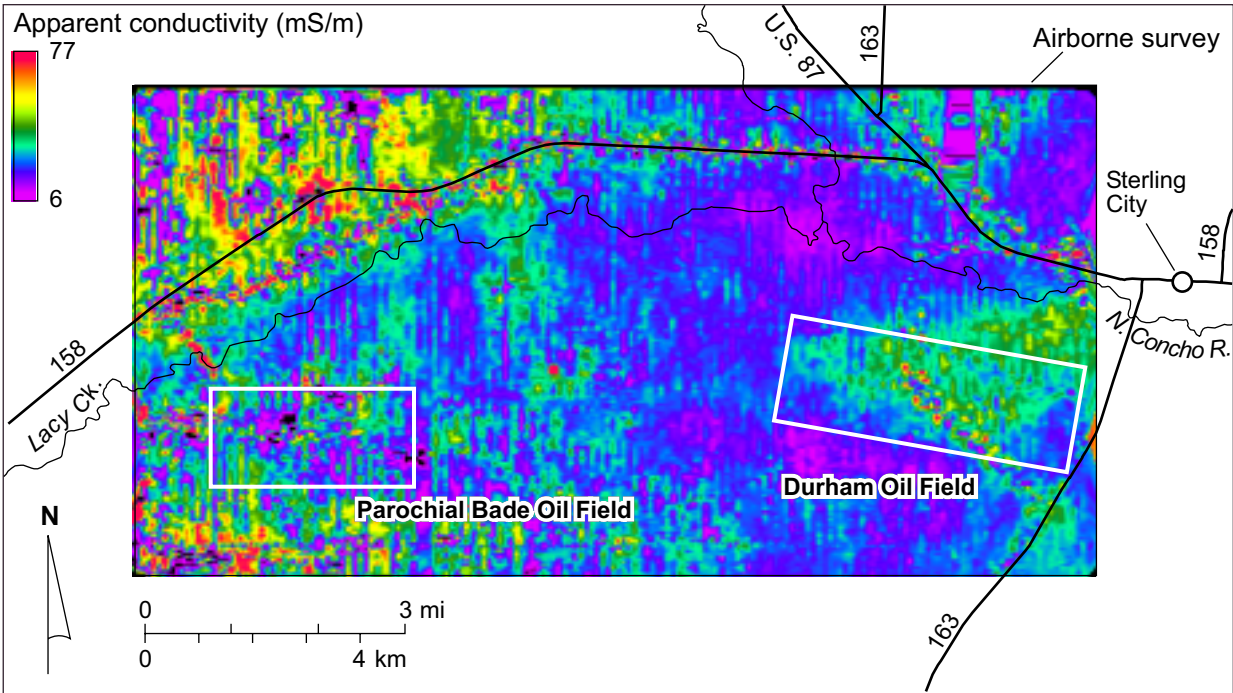 Apparent conductivity (mS/m)
77
6
U.S. 87
163
Airborne survey
Sterling
City
158
N. Concho R.
158
Lacy Ck.
Parochial Bade Oil Field
Durham Oil Field
N
0
3 mi
0
4 km
163